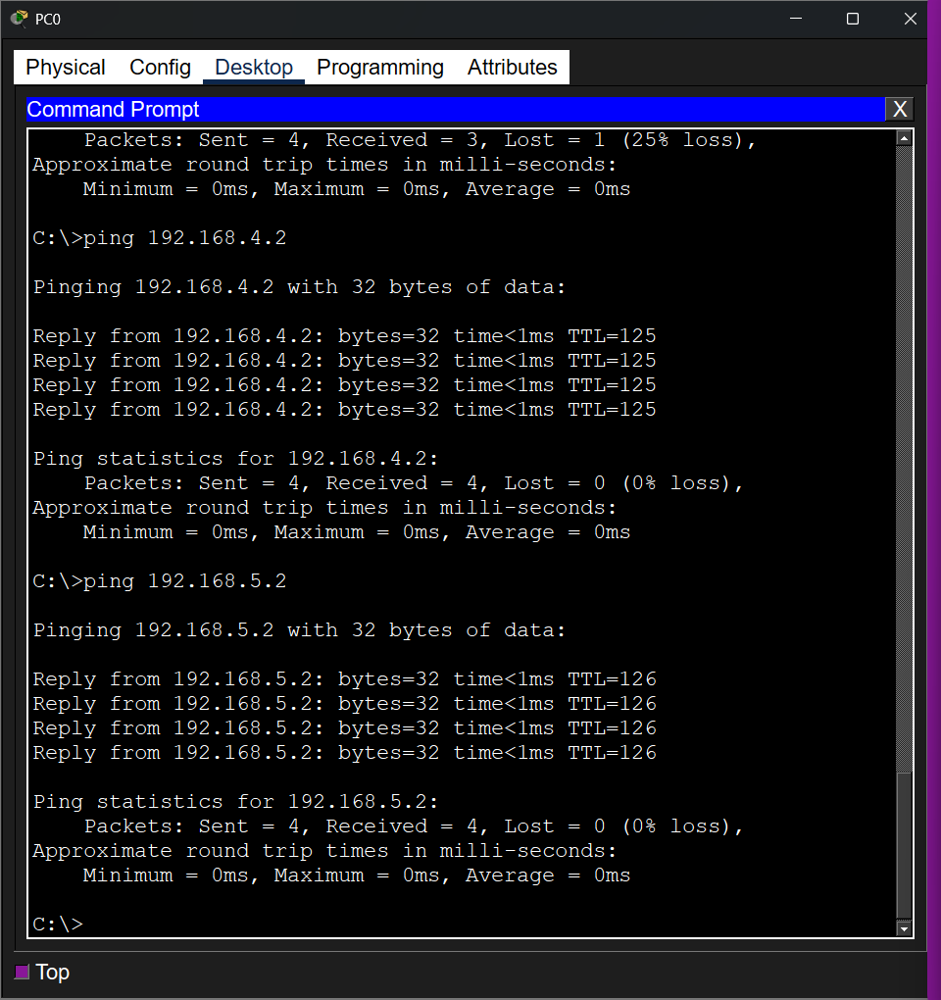 PC0
Physical Config Desktop Programming Attributes
Command Prompt X
Packets: Sent = 4, Received = 3, Lost = 1 (25% loss),
Approximate round trip times in milli-seconds:
Minimum = 0ms, Maximum = 0ms, Average = 0ms
C:\>ping 192.168.4.2
Pinging 192.168.4.2 with 32 bytes of data:
Reply from 192.168.4.2: bytes=32 time<1ms TTL=125
Reply from 192.168.4.2: bytes=32 time<1ms TTL=125
Reply from 192.168.4.2: bytes=32 time<1ms TTL=125
Reply from 192.168.4.2: bytes=32 time<1ms TTL=125
Ping statistics for 192.168.4.2:
Packets: Sent = 4, Received = 4, Lost = 0 (0% loss),
Approximate round trip times in milli-seconds:
Minimum = 0ms, Maximum = 0ms, Average = 0ms
C:\>ping 192.168.5.2
Pinging 192.168.5.2 with 32 bytes of data:
Reply from 192.168.5.2: bytes=32 time<1ms TTL=126
Reply from 192.168.5.2: bytes=32 time<1ms TTL=126
Reply from 192.168.5.2: bytes=32 time<1ms TTL=126
Reply from 192.168.5.2: bytes=32 time<1ms TTL=126
Ping statistics for 192.168.5.2:
Packets: Sent = 4, Received = 4, Lost = 0 (0% loss),
Approximate round trip times in milli-seconds:
Minimum = 0ms, Maximum = 0ms, Average = 0ms
C:\>
Top